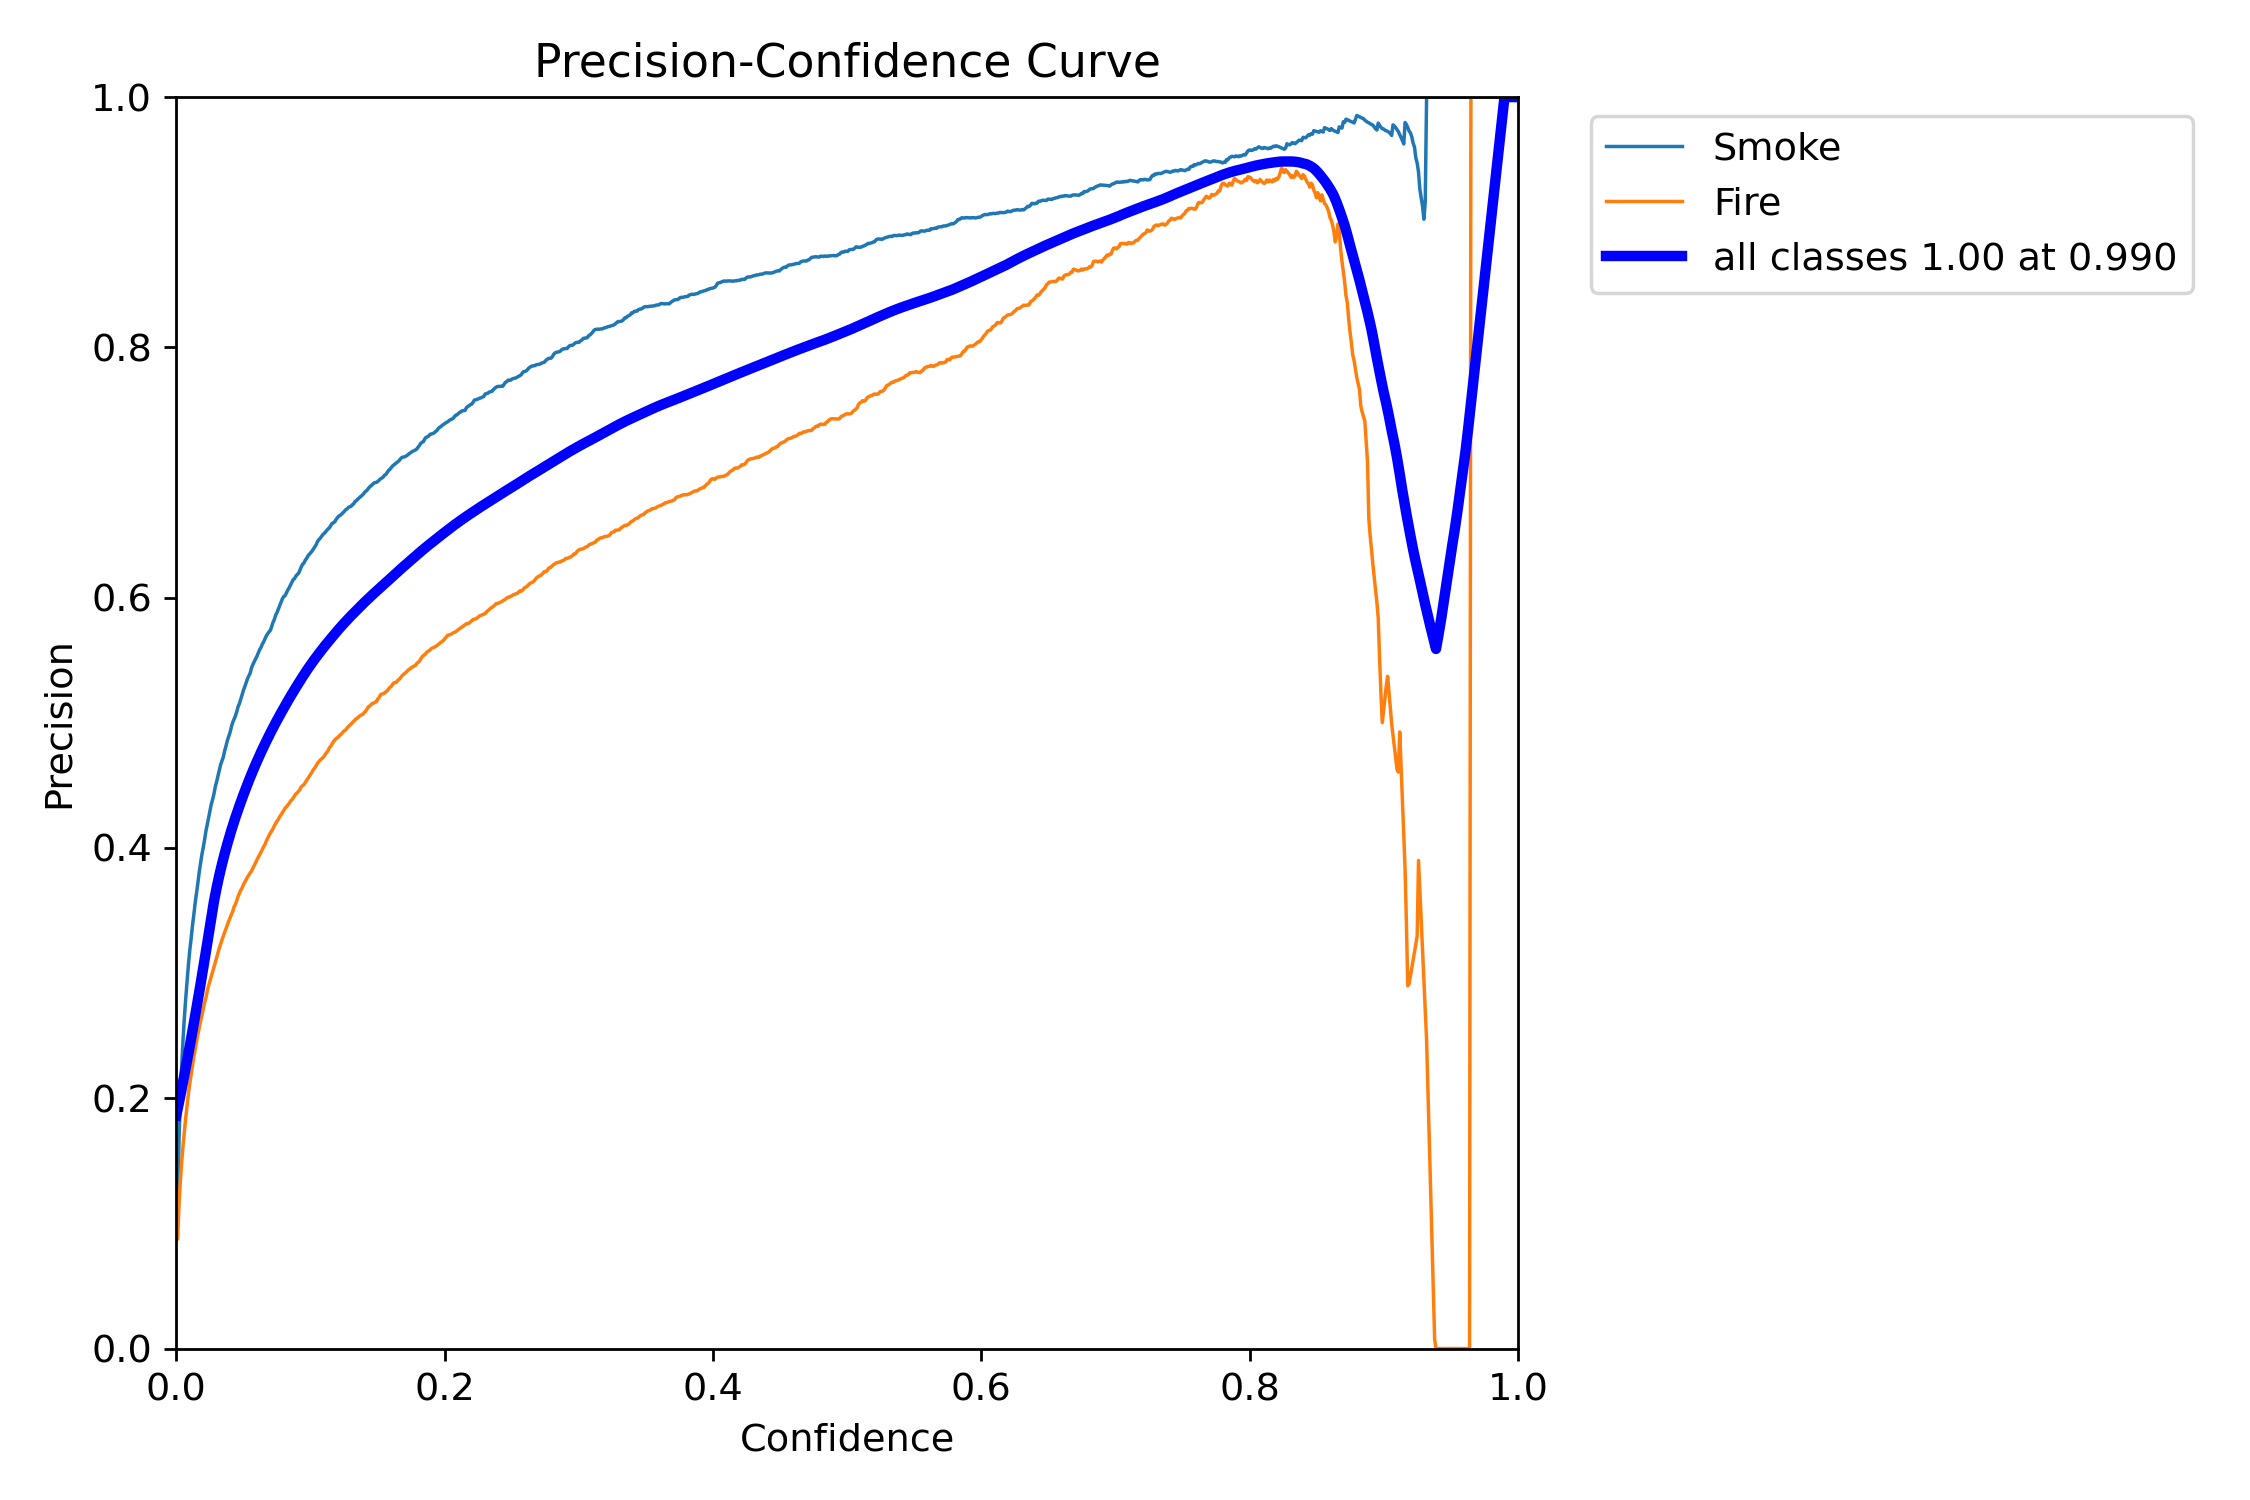 Precision-Confidence Curve
1.0
0.8
0.6
0.4
0.2
0.0
Precision
0.0 0.2 0.4 0.6 0.8 1.0
Confidence
Smoke
Fire
all classes 1.00 at 0.990